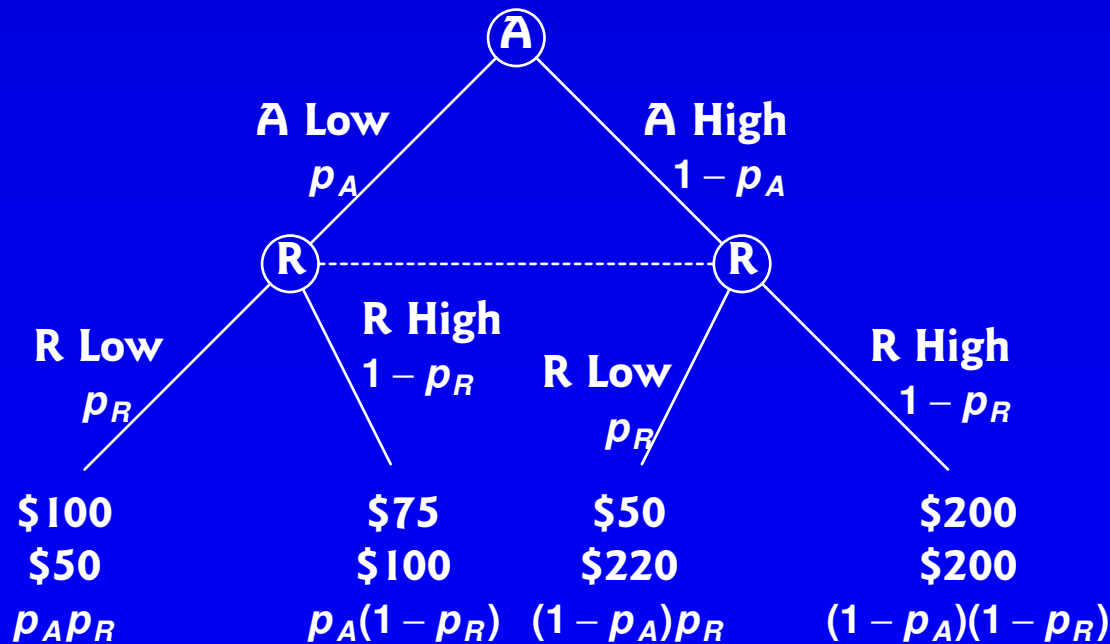 A
A Low
p_A
A High
1 – p_A
R
R
R Low
p_R
R High
1 – p_R
R Low
p_R
R High
1 – p_R
$100 $75 $50 $200
$50 $100 $220 $200
p_A p_R p_A(1 – p_R) (1 – p_A)p_R (1 – p_A)(1 – p_R)